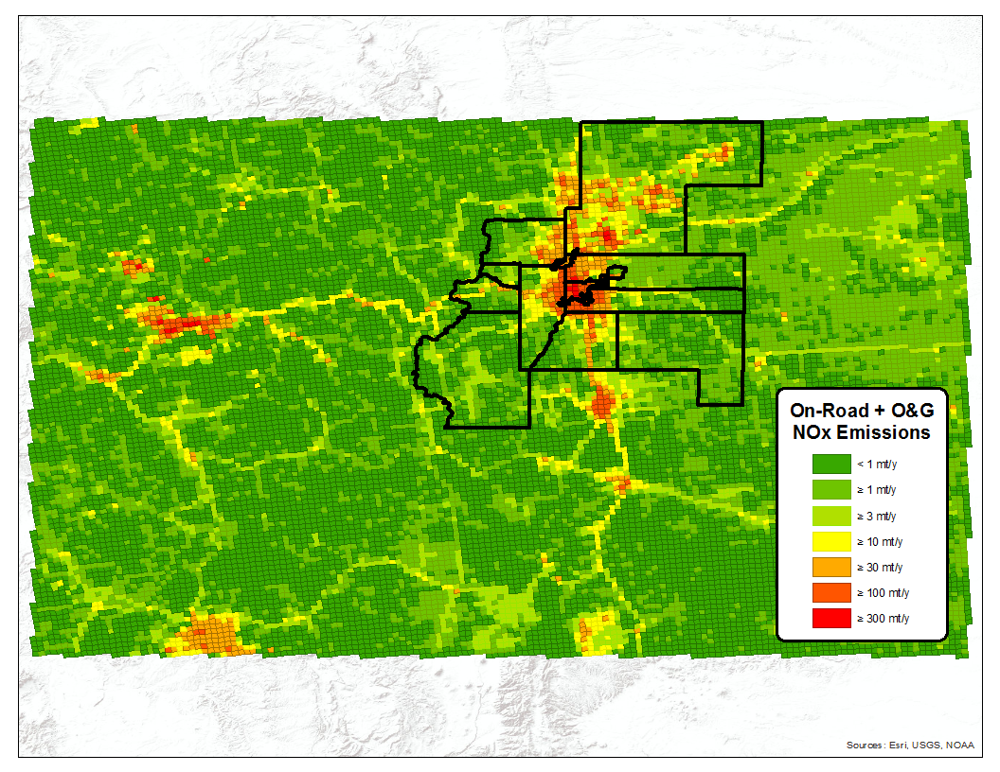 On-Road + O&G
NOx Emissions
< 1 mt/y
≥ 1 mt/y
≥ 3 mt/y
≥ 10 mt/y
≥ 30 mt/y
≥ 100 mt/y
≥ 300 mt/y
Sources: Esri, USGS, NOAA